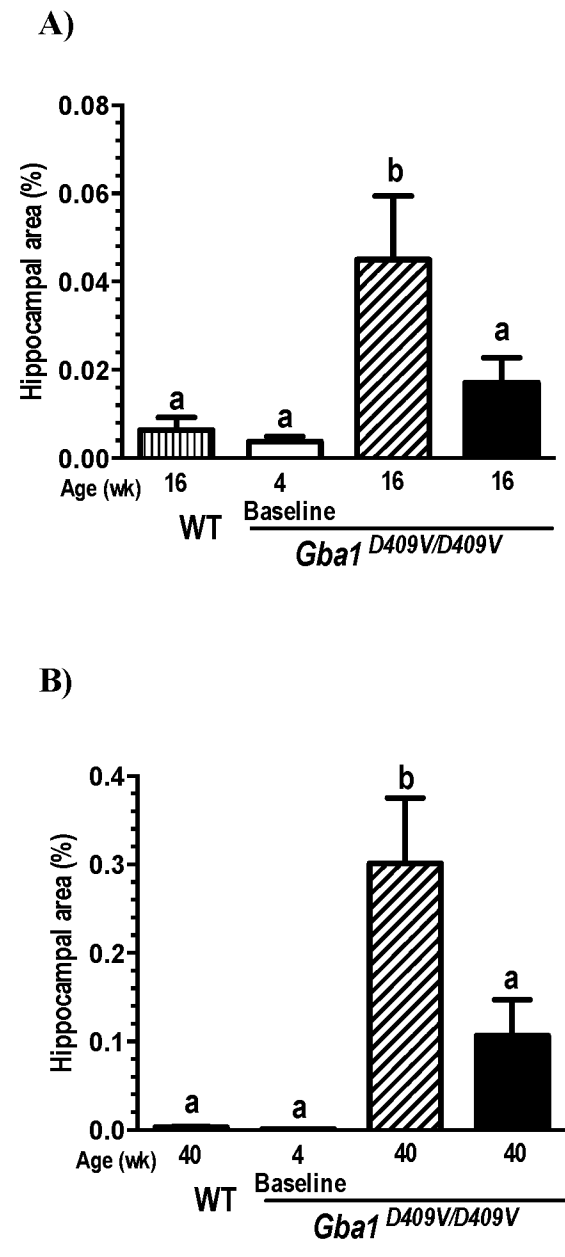 A)
Hippocampal area (%)
0.08
0.06
0.04
0.02
0.00
a
a
b
a
Age (wk) 16 4 16 16
WT Baseline
Gba1 D409V/D409V
B)
Hippocampal area (%)
0.4
0.3
0.2
0.1
0.0
a
a
b
a
Age (wk) 40 4 40 40
WT Baseline
Gba1 D409V/D409V